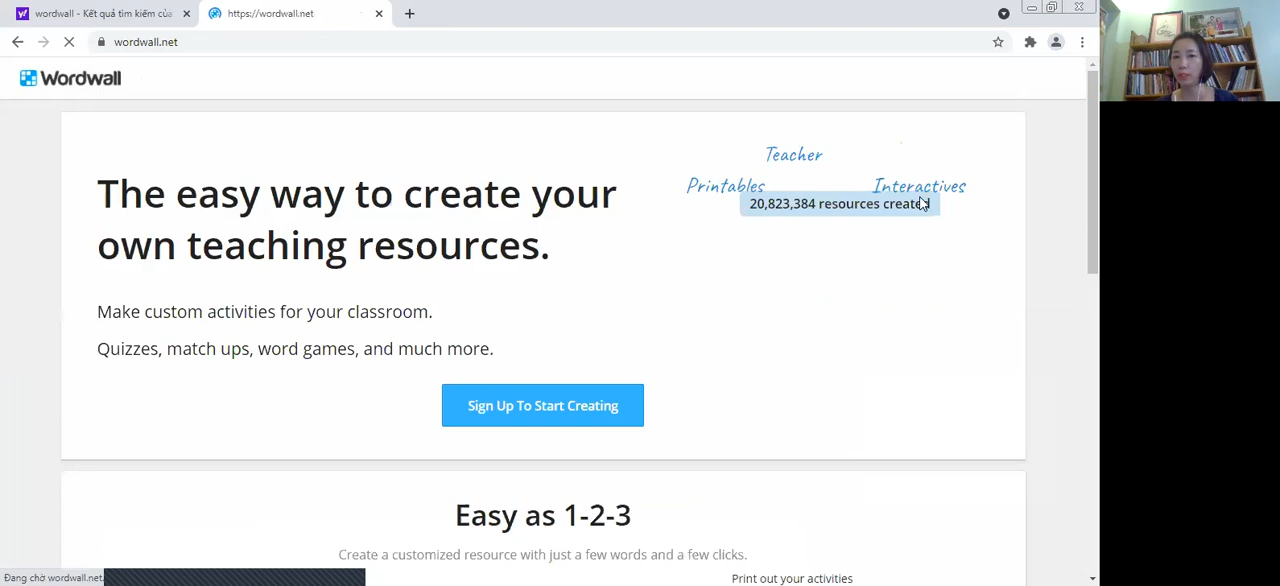 wordwall - Kết quả tìm kiếm củ
https://wordwall.net
wordwall.net
Wordwall
Teacher
Printables
Interactives
20,823,384 resources created
The easy way to create your
own teaching resources.
Make custom activities for your classroom.
Quizzes, match ups, word games, and much more.
Sign Up To Start Creating
Easy as 1-2-3
Create a customized resource with just a few words and a few clicks.
Print out your activities
Đang chờ wordwall.net